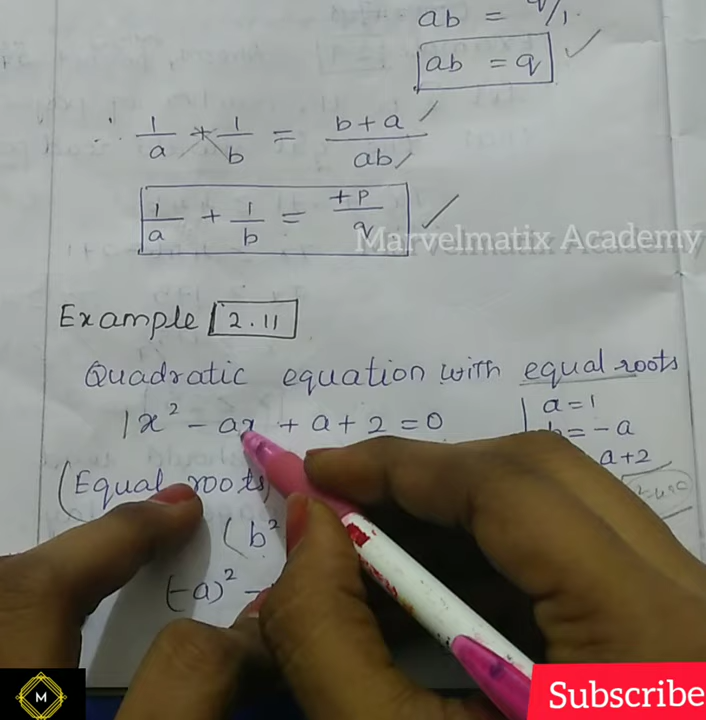 ab = q/1
ab = q ✓
∴ 1/a + 1/b = b+a/ab
1/a + 1/b = +p/q ✓
Marvelmatix Academy
Example 2.11
Quadratic equation with equal roots
1x² - ax + a + 2 = 0
a = 1
= -a
a+2
(Equal roots)
(b²
(-a)² -
M
Subscribe